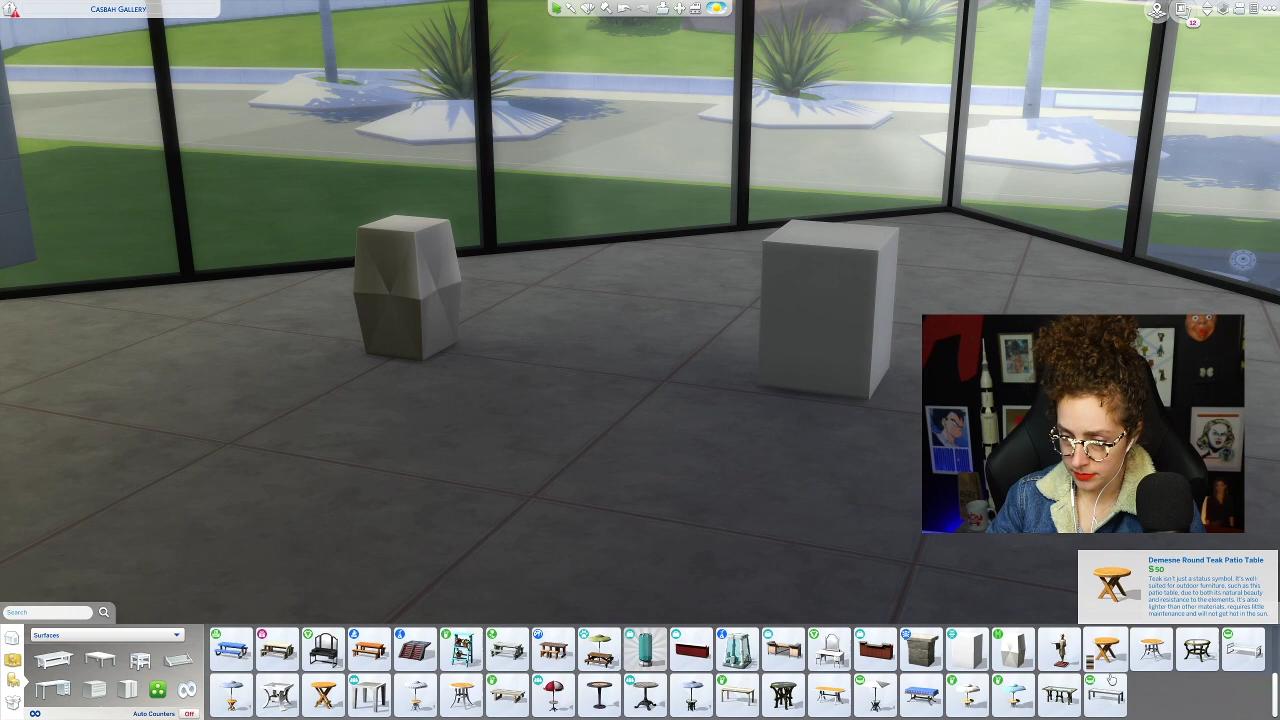 CASBAH GALLERY
12
Demesne Round Teak Patio Table
§50
Teak isn't just a status symbol. It's well-
suited for outdoor furniture, such as this
patio table, due to both its natural beauty
and resistance to the elements. It's also
lighter than other materials, requires little
maintenance and will not get hot in the sun.
Search
Surfaces
Auto Counters Off